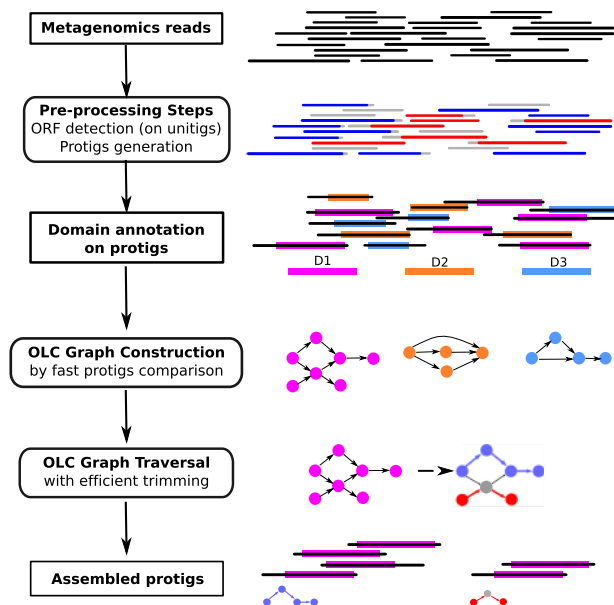 Metagenomics reads
Pre-processing Steps
ORF detection (on unitigs)
Protigs generation
Domain annotation
on protigs
D1
D2
D3
OLC Graph Construction
by fast protigs comparison
OLC Graph Traversal
with efficient trimming
Assembled protigs